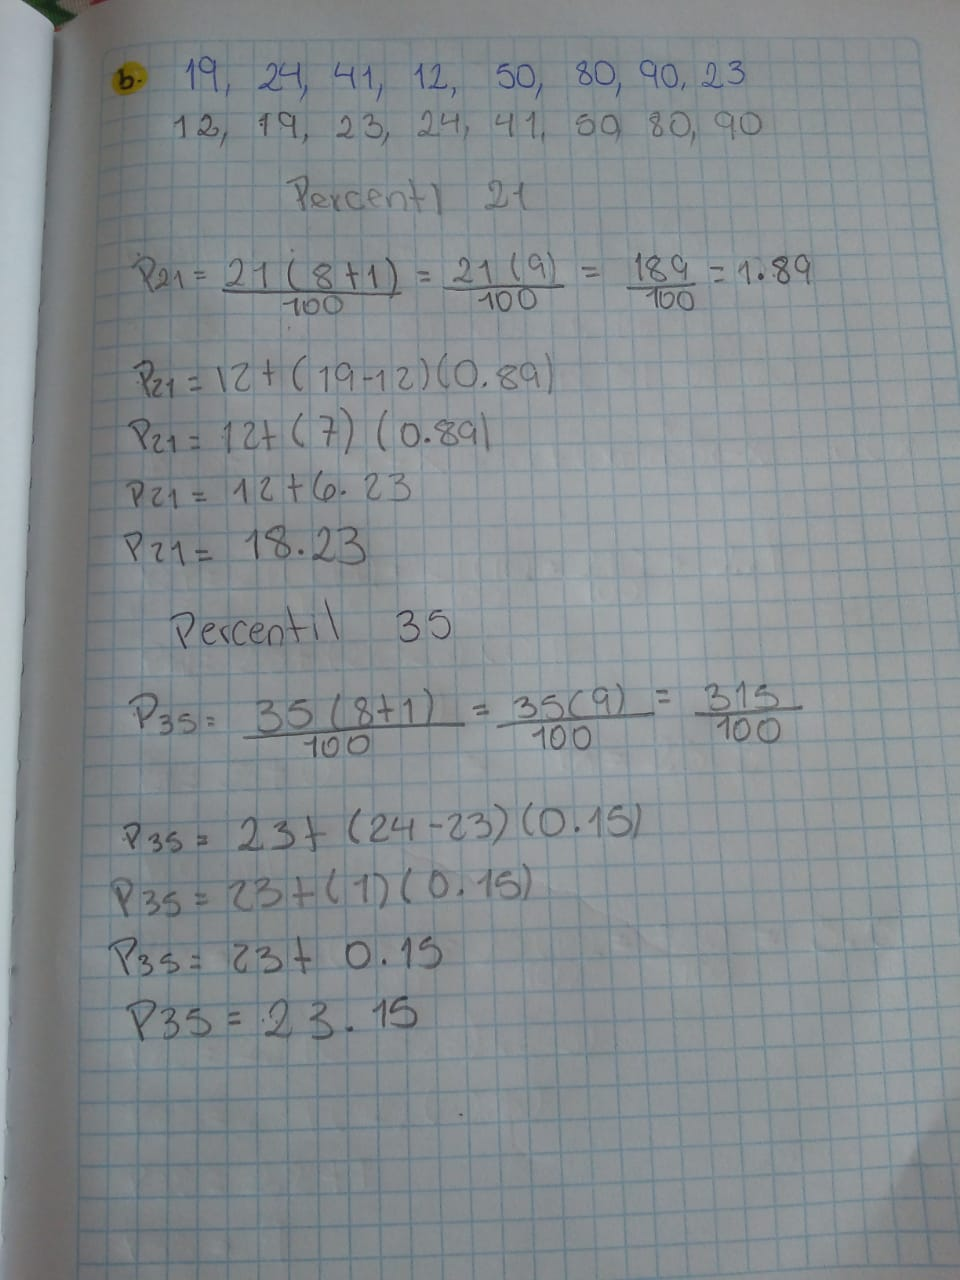 b. 19, 24, 41, 12, 50, 80, 90, 23
12, 19, 23, 24, 41, 50 80, 90
Percentil 21
P21 = 21 (8+1)/100 = 21 (9)/100 = 189/100 = 1.89
P21 = 12 + (19-12)(0.89)
P21 = 12+ (7) (0.89)
P21 = 12 + 6.23
P21 = 18.23
Percentil 35
P35 = 35 (8+1)/100 = 35(9)/100 = 315/100
P35 = 23+ (24-23)(0.15)
P35 = 23+(1)(0.15)
P35 = 23+ 0.15
P35 = 23.15